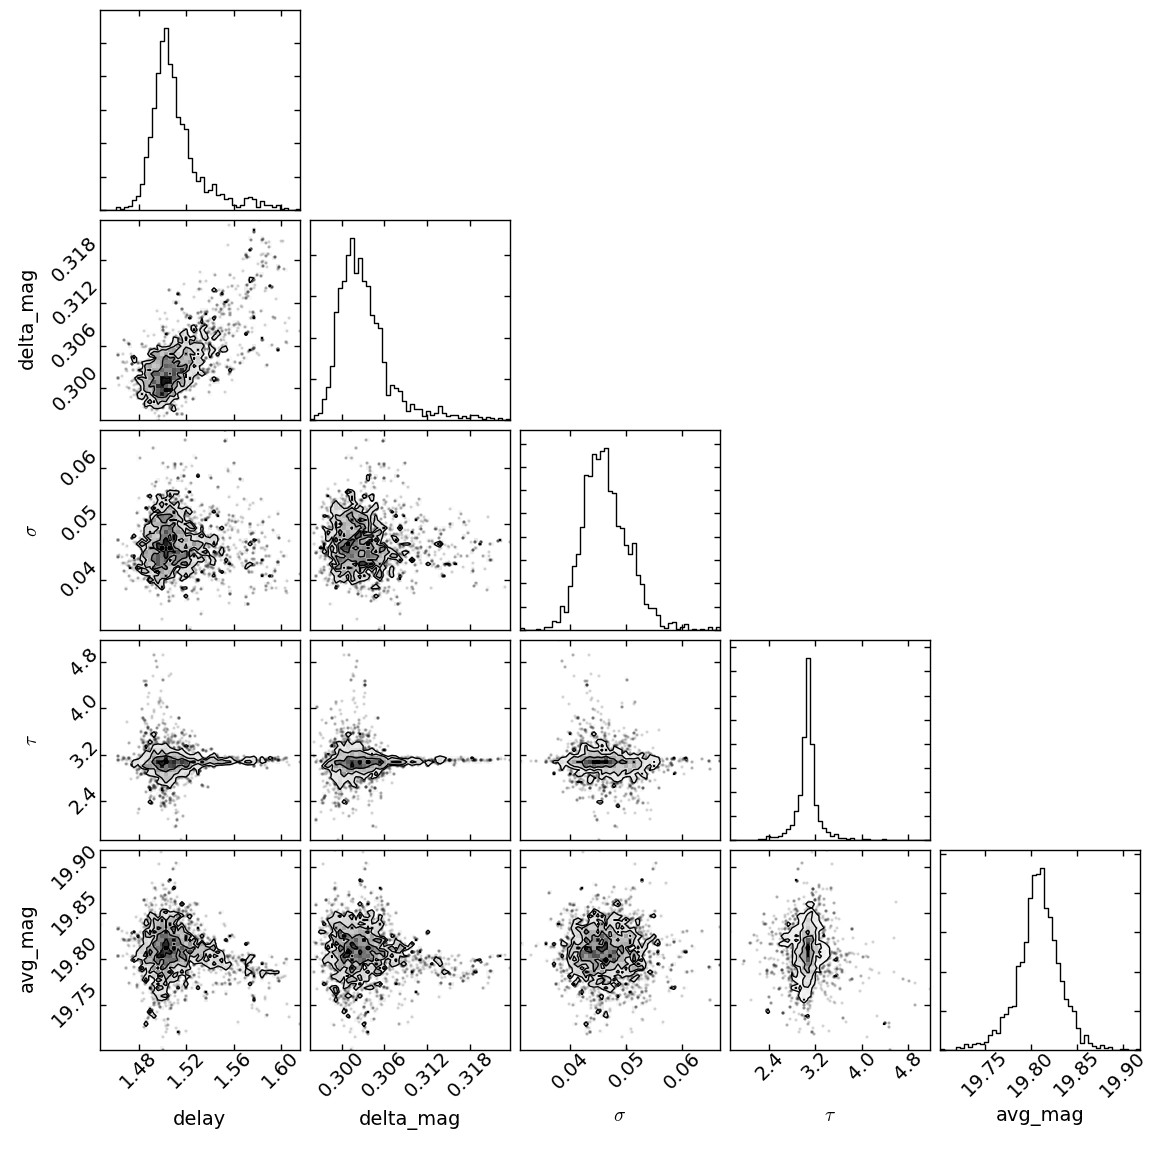 delta_mag
0.318
0.312
0.306
0.300
σ
0.06
0.05
0.04
τ
4.8
4.0
3.2
2.4
avg_mag
19.90
19.85
19.80
19.75
1.48 1.52 1.56 1.60
0.300 0.306 0.312 0.318
0.04 0.05 0.06
2.4 3.2 4.0 4.8
19.75 19.80 19.85 19.90
delay
delta_mag
σ
τ
avg_mag